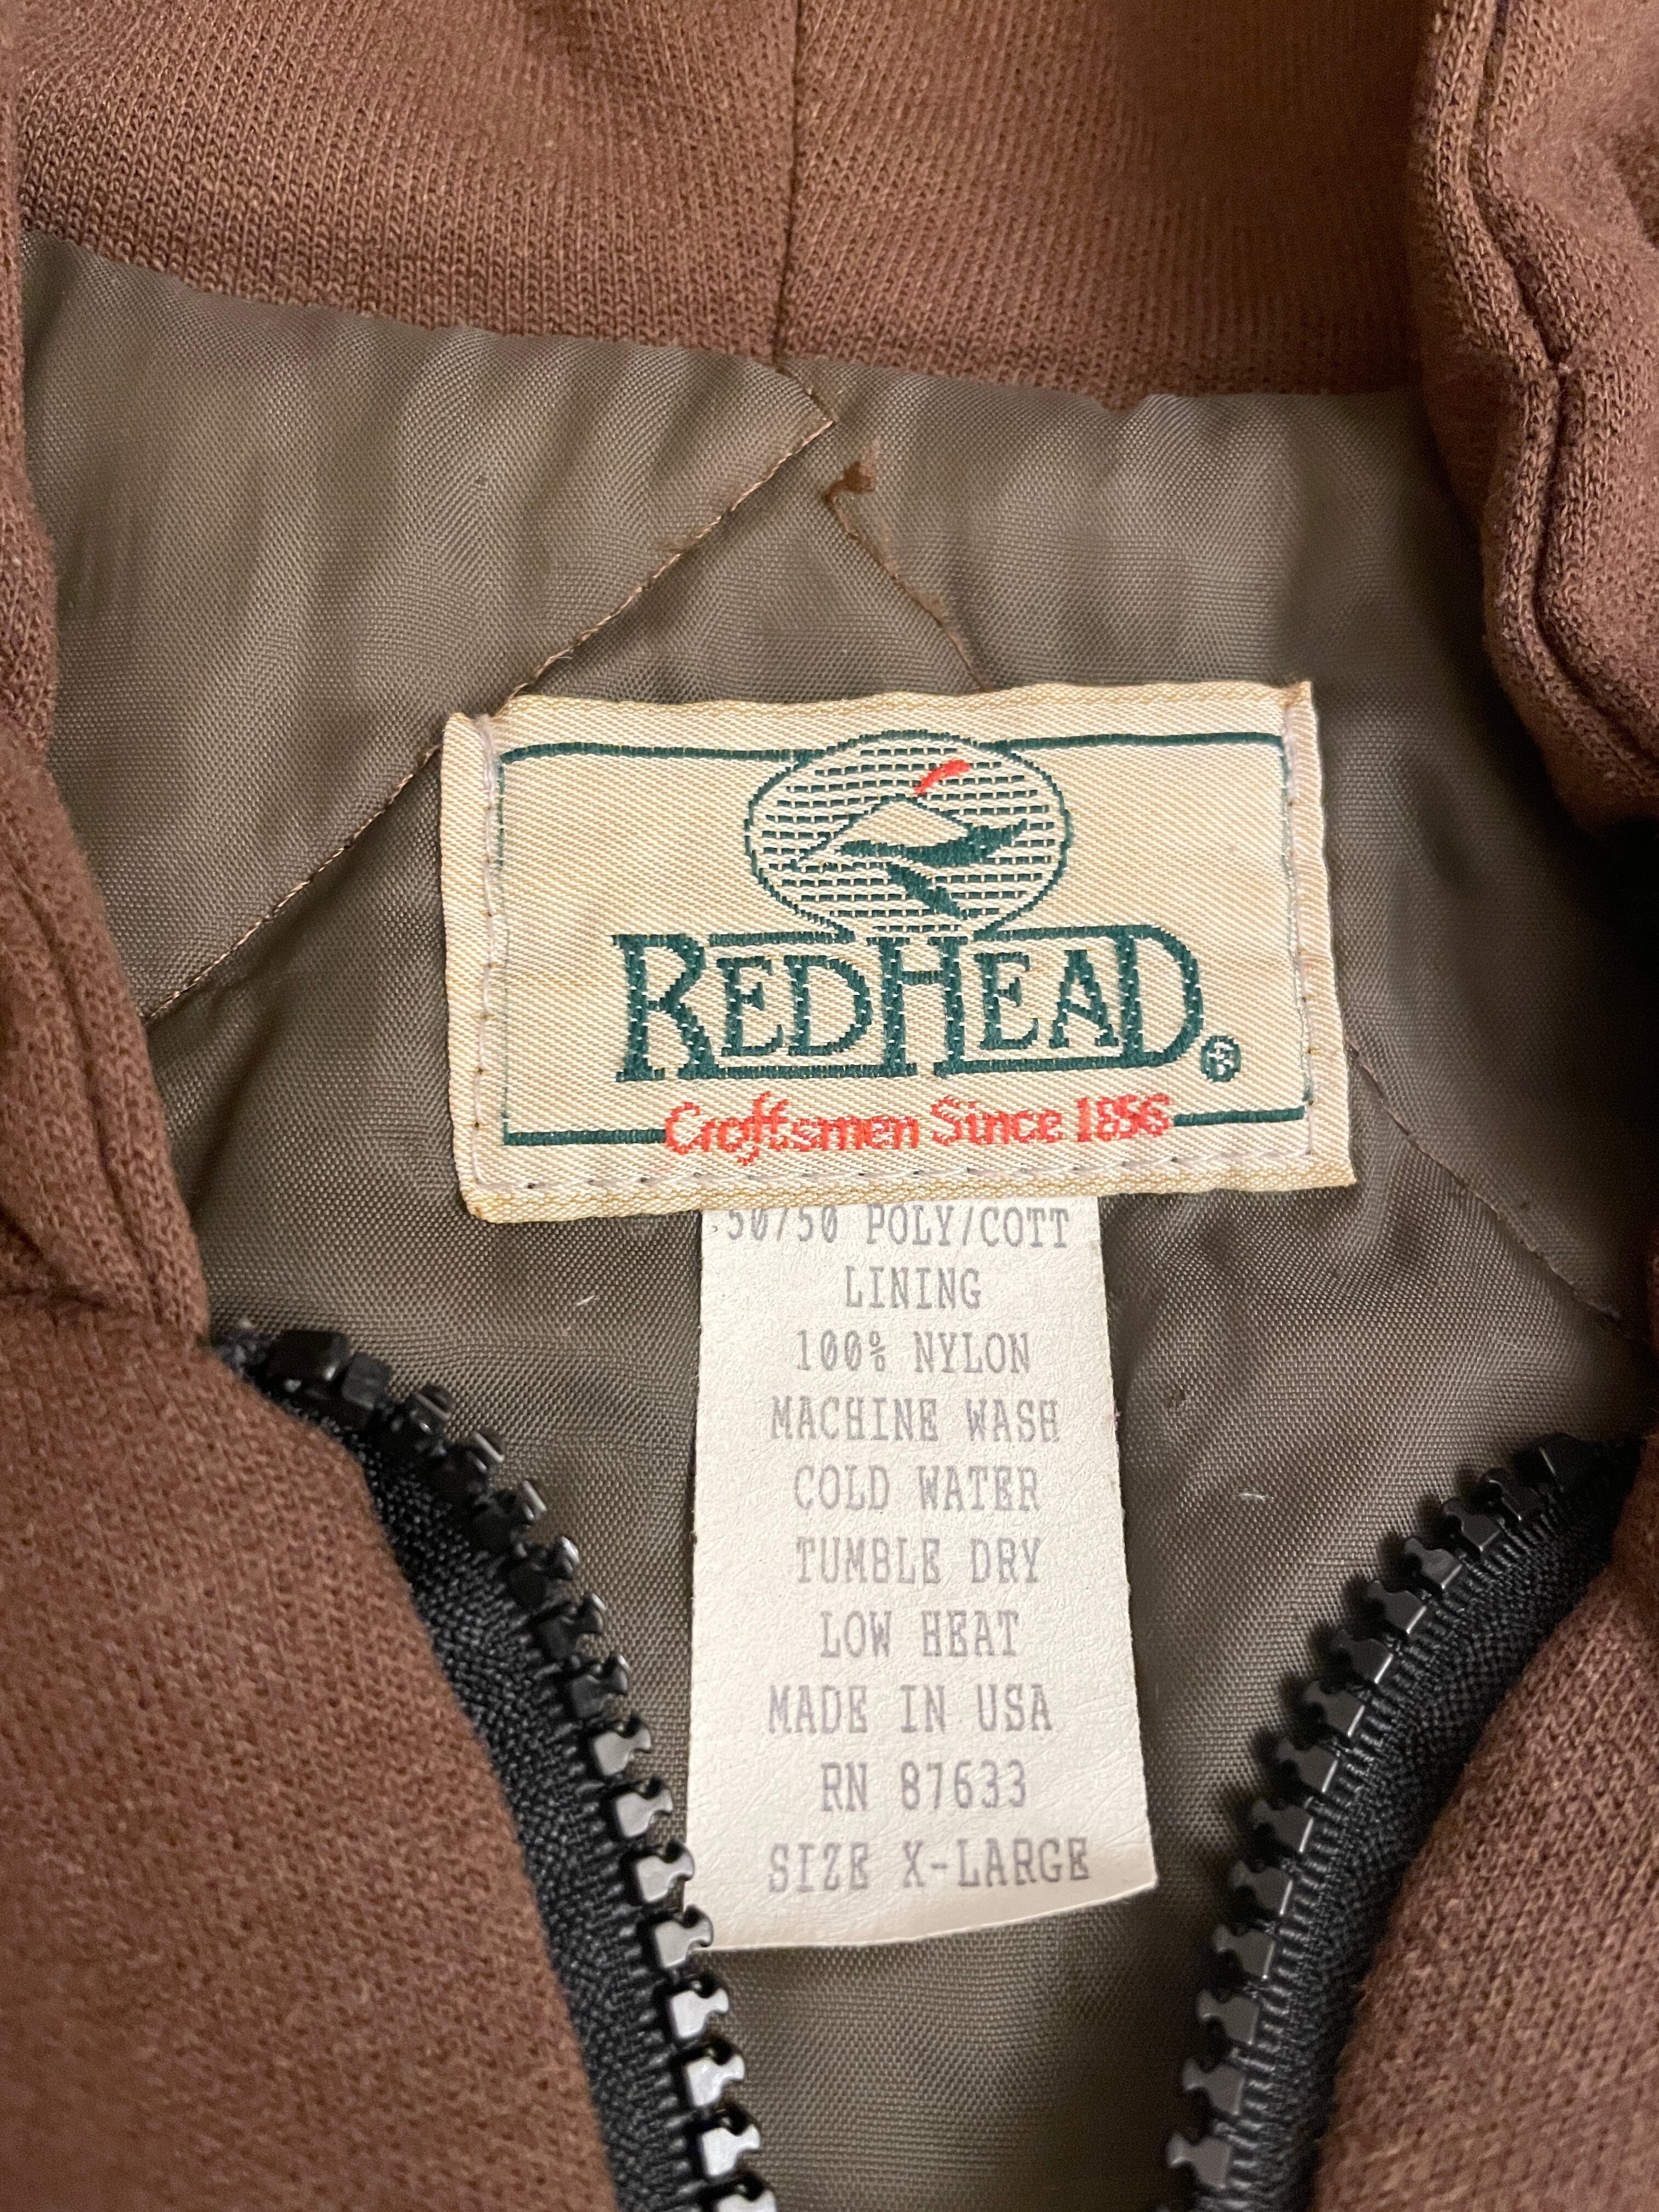 REDHEAD®
Craftsmen Since 1856
50/50 POLY/COTT
LINING
100% NYLON
MACHINE WASH
COLD WATER
TUMBLE DRY
LOW HEAT
MADE IN USA
RN 87633
SIZE X-LARGE